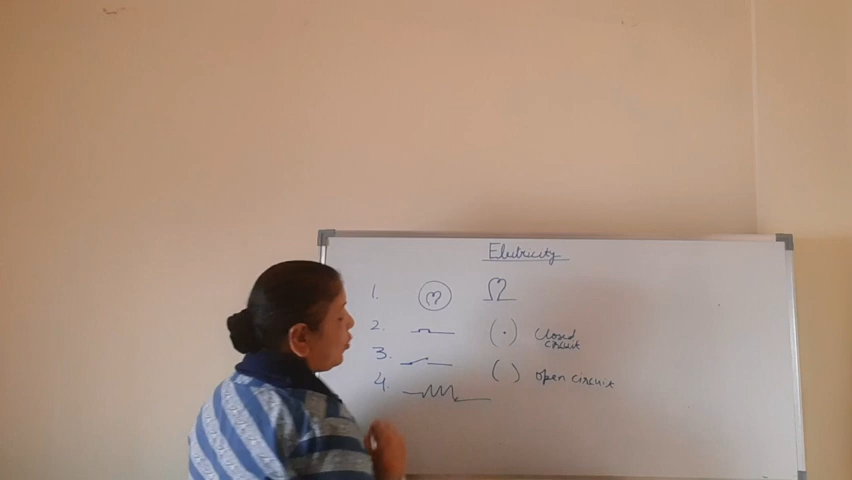 Electricity
1.
2. (·) closed
circuit
3.
( ) open circuit
4.